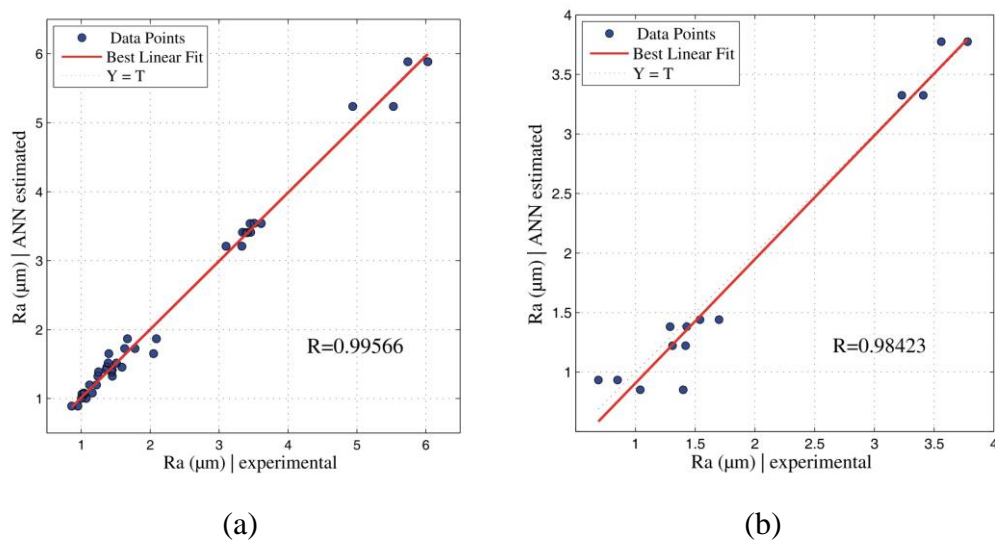 Data Points
Best Linear Fit
Y = T
6
5
4
3
2
1
Ra (µm) | ANN estimated
R=0.99566
1 2 3 4 5 6
Ra (µm) | experimental
(a)
4
Data Points
Best Linear Fit
Y = T
3.5
3
2.5
2
1.5
1
Ra (µm) | ANN estimated
R=0.98423
1 1.5 2 2.5 3 3.5 4
Ra (µm) | experimental
(b)